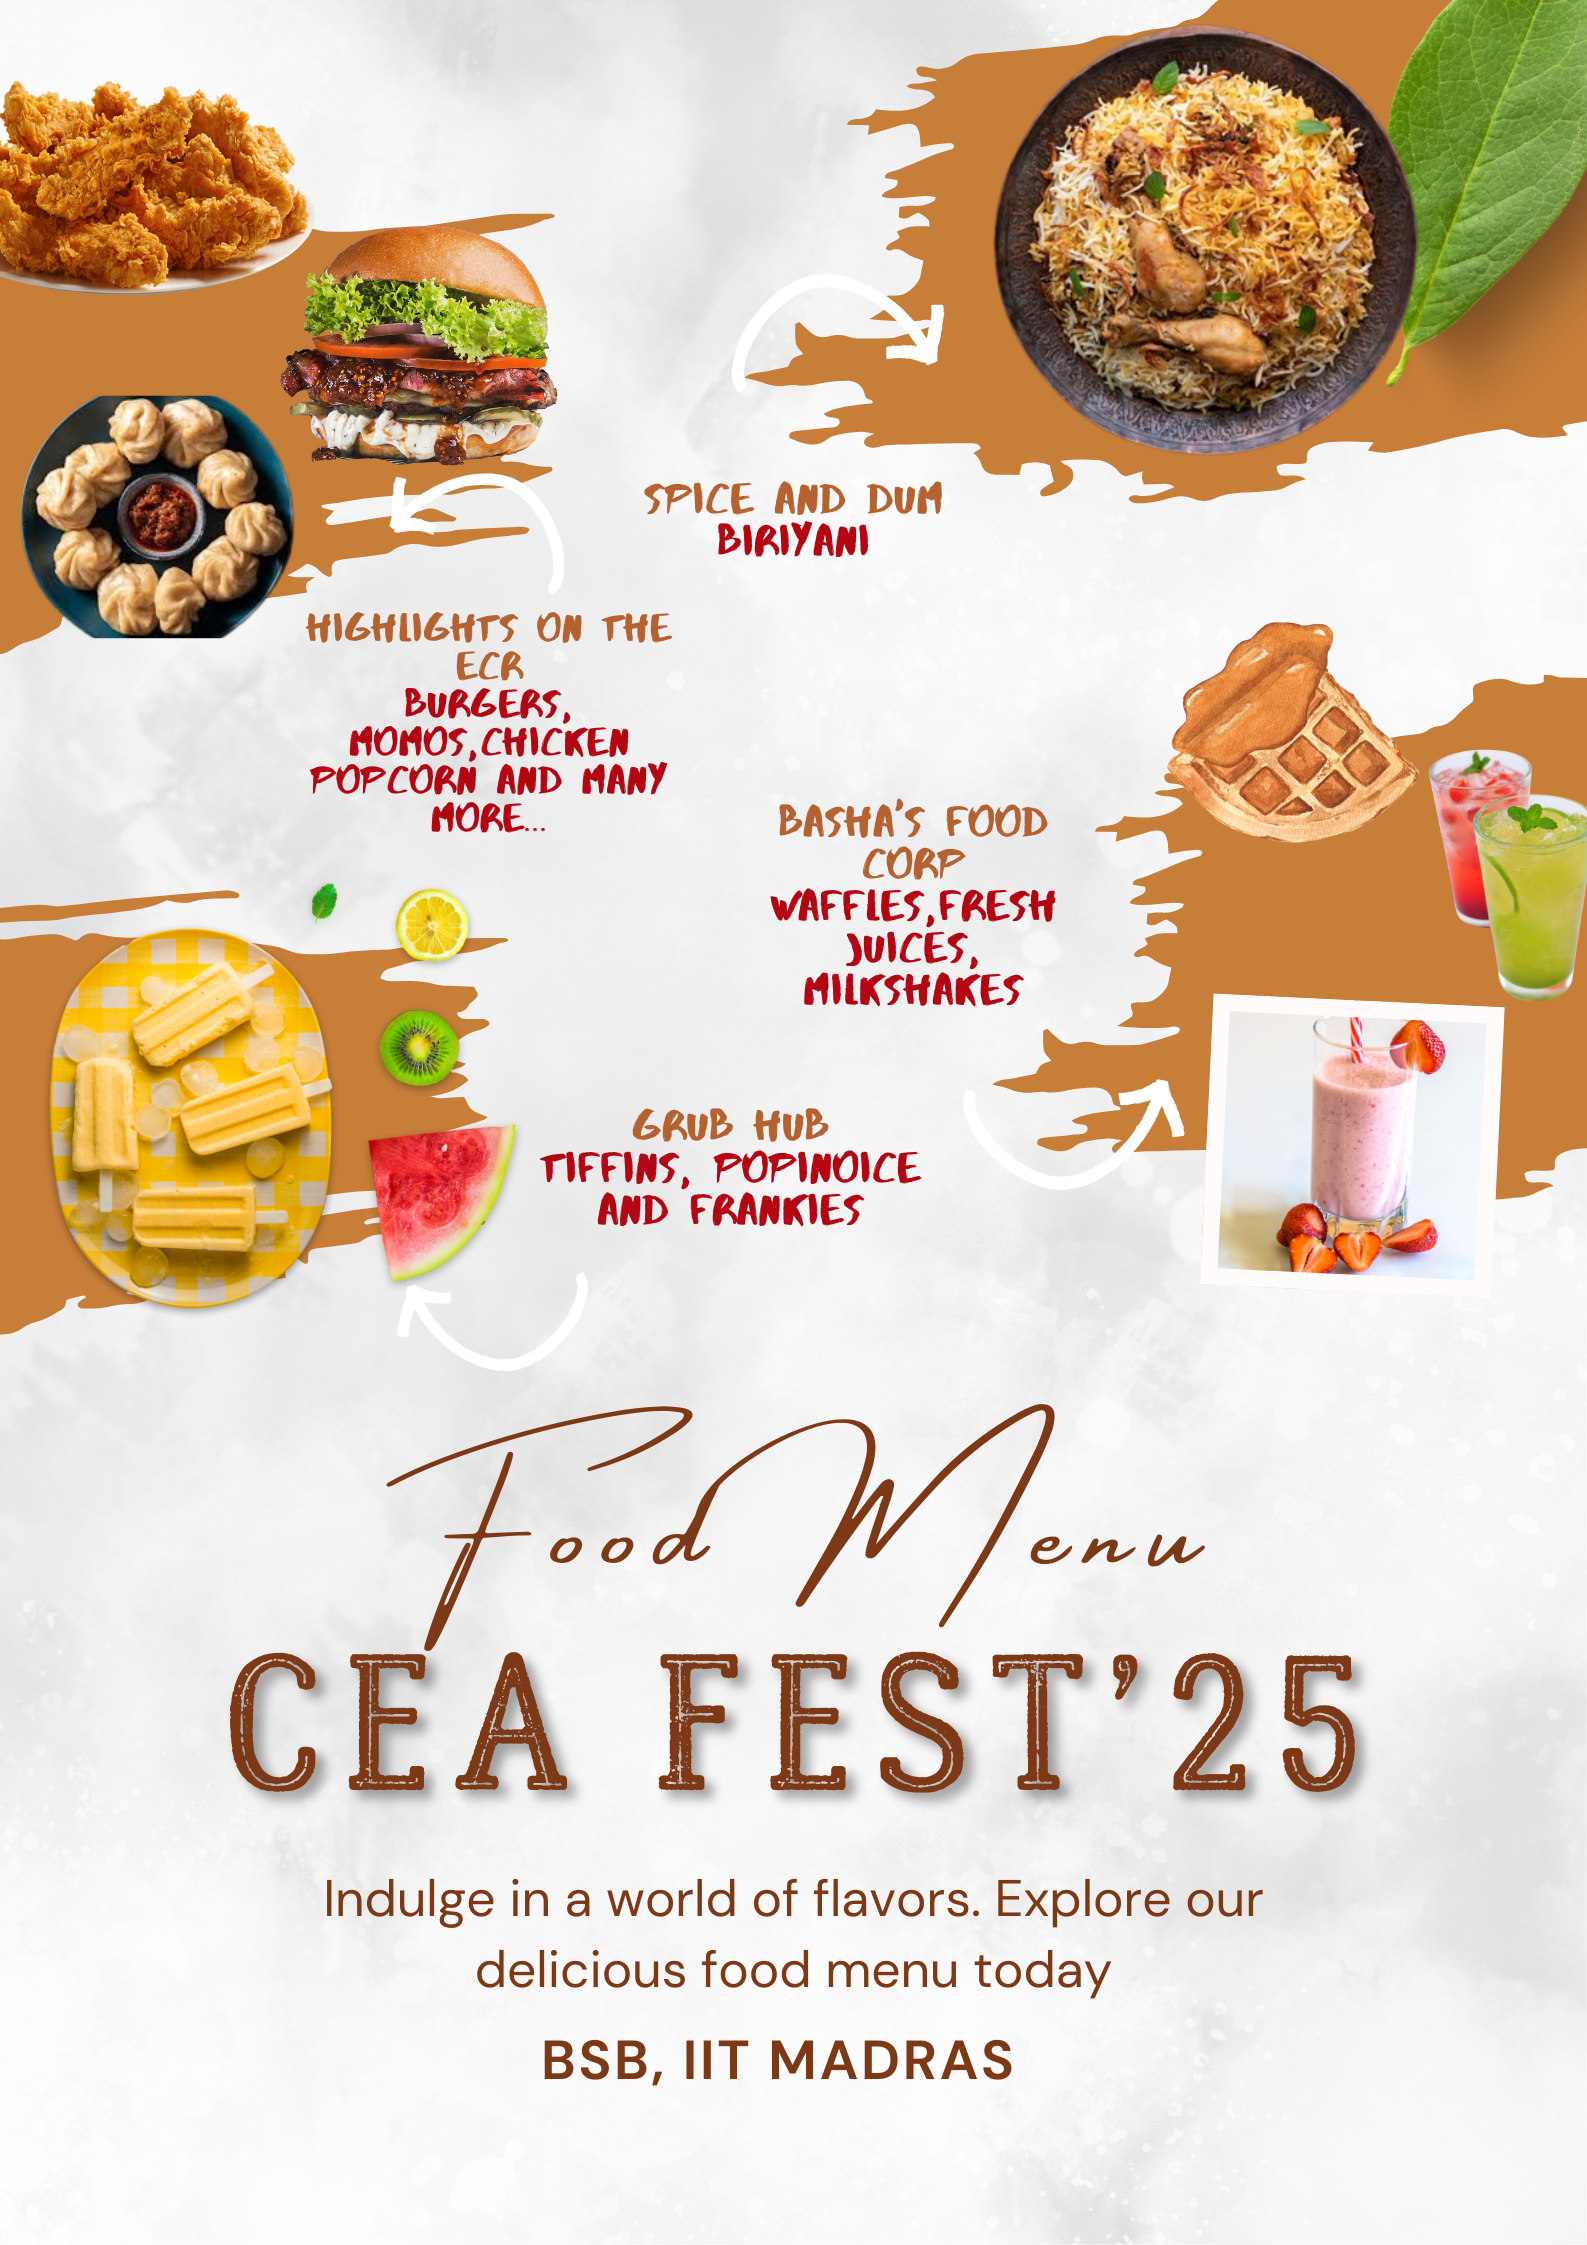 SPICE AND DUM
BIRIYANI
HIGHLIGHTS ON THE
ECR
BURGERS,
MOMOS,CHICKEN
POPCORN AND MANY
MORE...
BASHA'S FOOD
CORP
WAFFLES,FRESH
JUICES,
MILKSHAKES
GRUB HUB
TIFFINS, POPINOICE
AND FRANKIES
Food Menu
CEA FEST'25
Indulge in a world of flavors. Explore our
delicious food menu today
BSB, IIT MADRAS